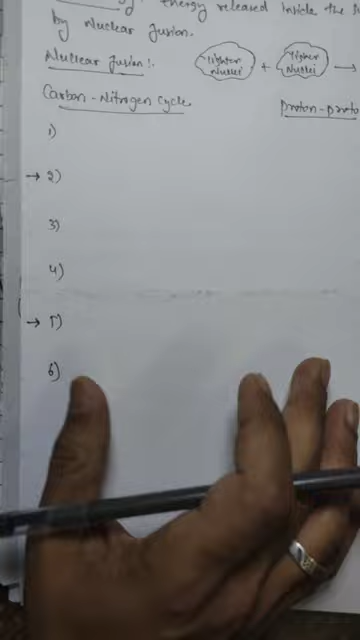 Energy released inside the
by Nuclear fusion.
Nuclear fusion:- Lighter Nuclei + Lighter Nuclei →
Carbon-Nitrogen Cycle
Proton-proto
1)
→ 2)
3)
4)
→ 5)
6)